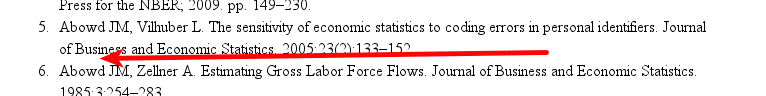 Press for the NBER; 2009. pp. 149–230.
5. Abowd JM, Vilhuber L. The sensitivity of economic statistics to coding errors in personal identifiers. Journal
of Business and Economic Statistics. 2005;23(2):133–152.
6. Abowd JM, Zellner A. Estimating Gross Labor Force Flows. Journal of Business and Economic Statistics.
1985;3:254–283.